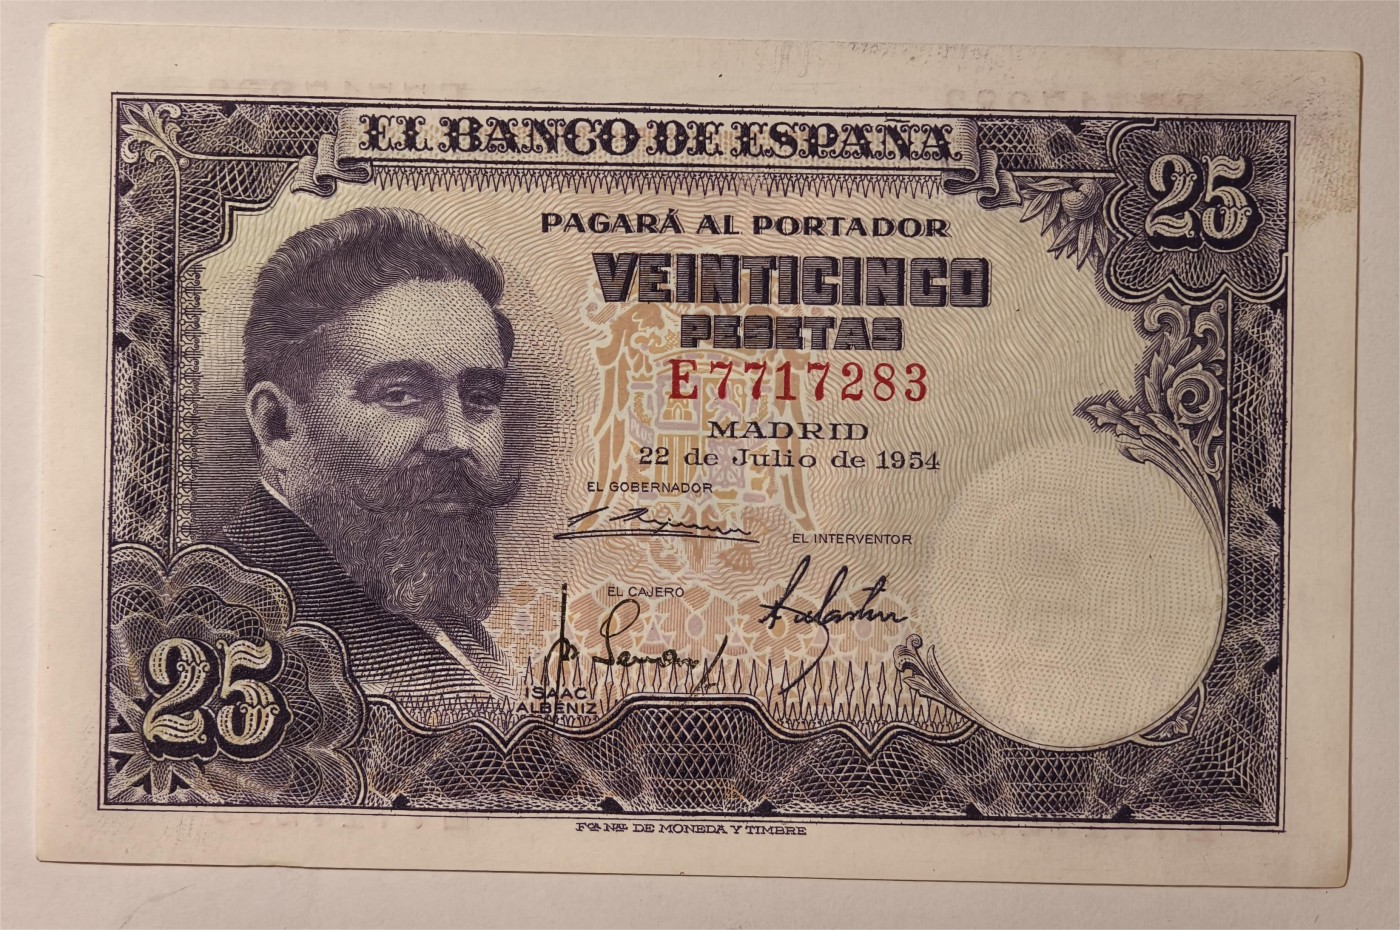 EL BANCO DE ESPAÑA
25
PAGARÁ AL PORTADOR
VEINTICINCO
PESETAS
E7717283
MADRID
22 de Julio de 1954
EL GOBERNADOR
EL INTERVENTOR
EL CAJERO
ISAAC
ALBENIZ
25
PLUS
Fca. Nal. DE MONEDA Y TIMBRE